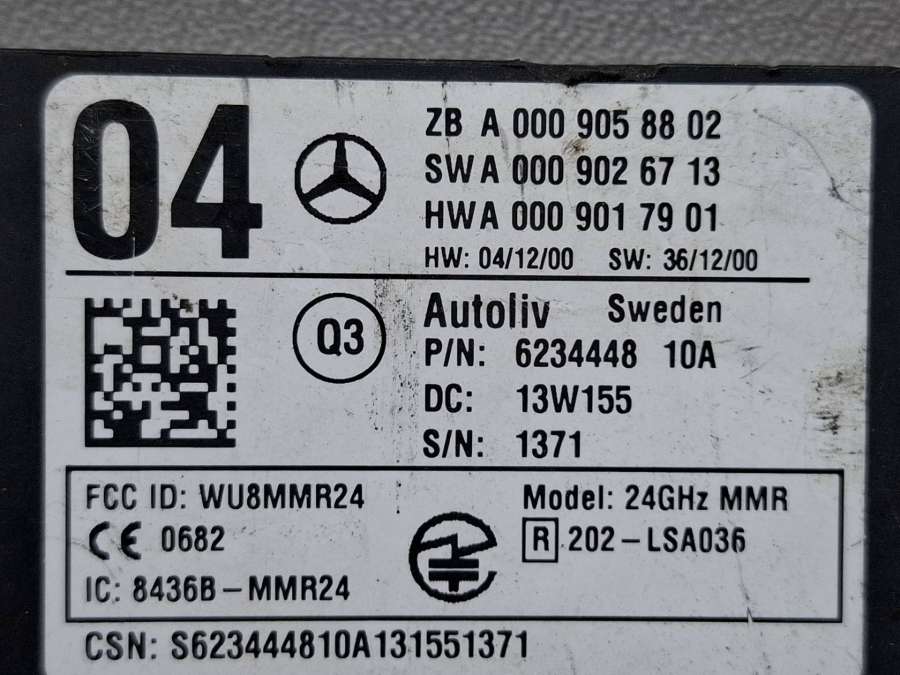 04
ZB A 000 905 88 02
SW A 000 902 67 13
HW A 000 901 79 01
HW: 04/12/00 SW: 36/12/00
Q3
Autoliv Sweden
P/N: 6234448 10A
DC: 13W155
S/N: 1371
FCC ID: WU8MMR24
CE 0682
IC: 8436B-MMR24
Model: 24GHz MMR
R 202-LSA036
CSN: S623444810A131551371